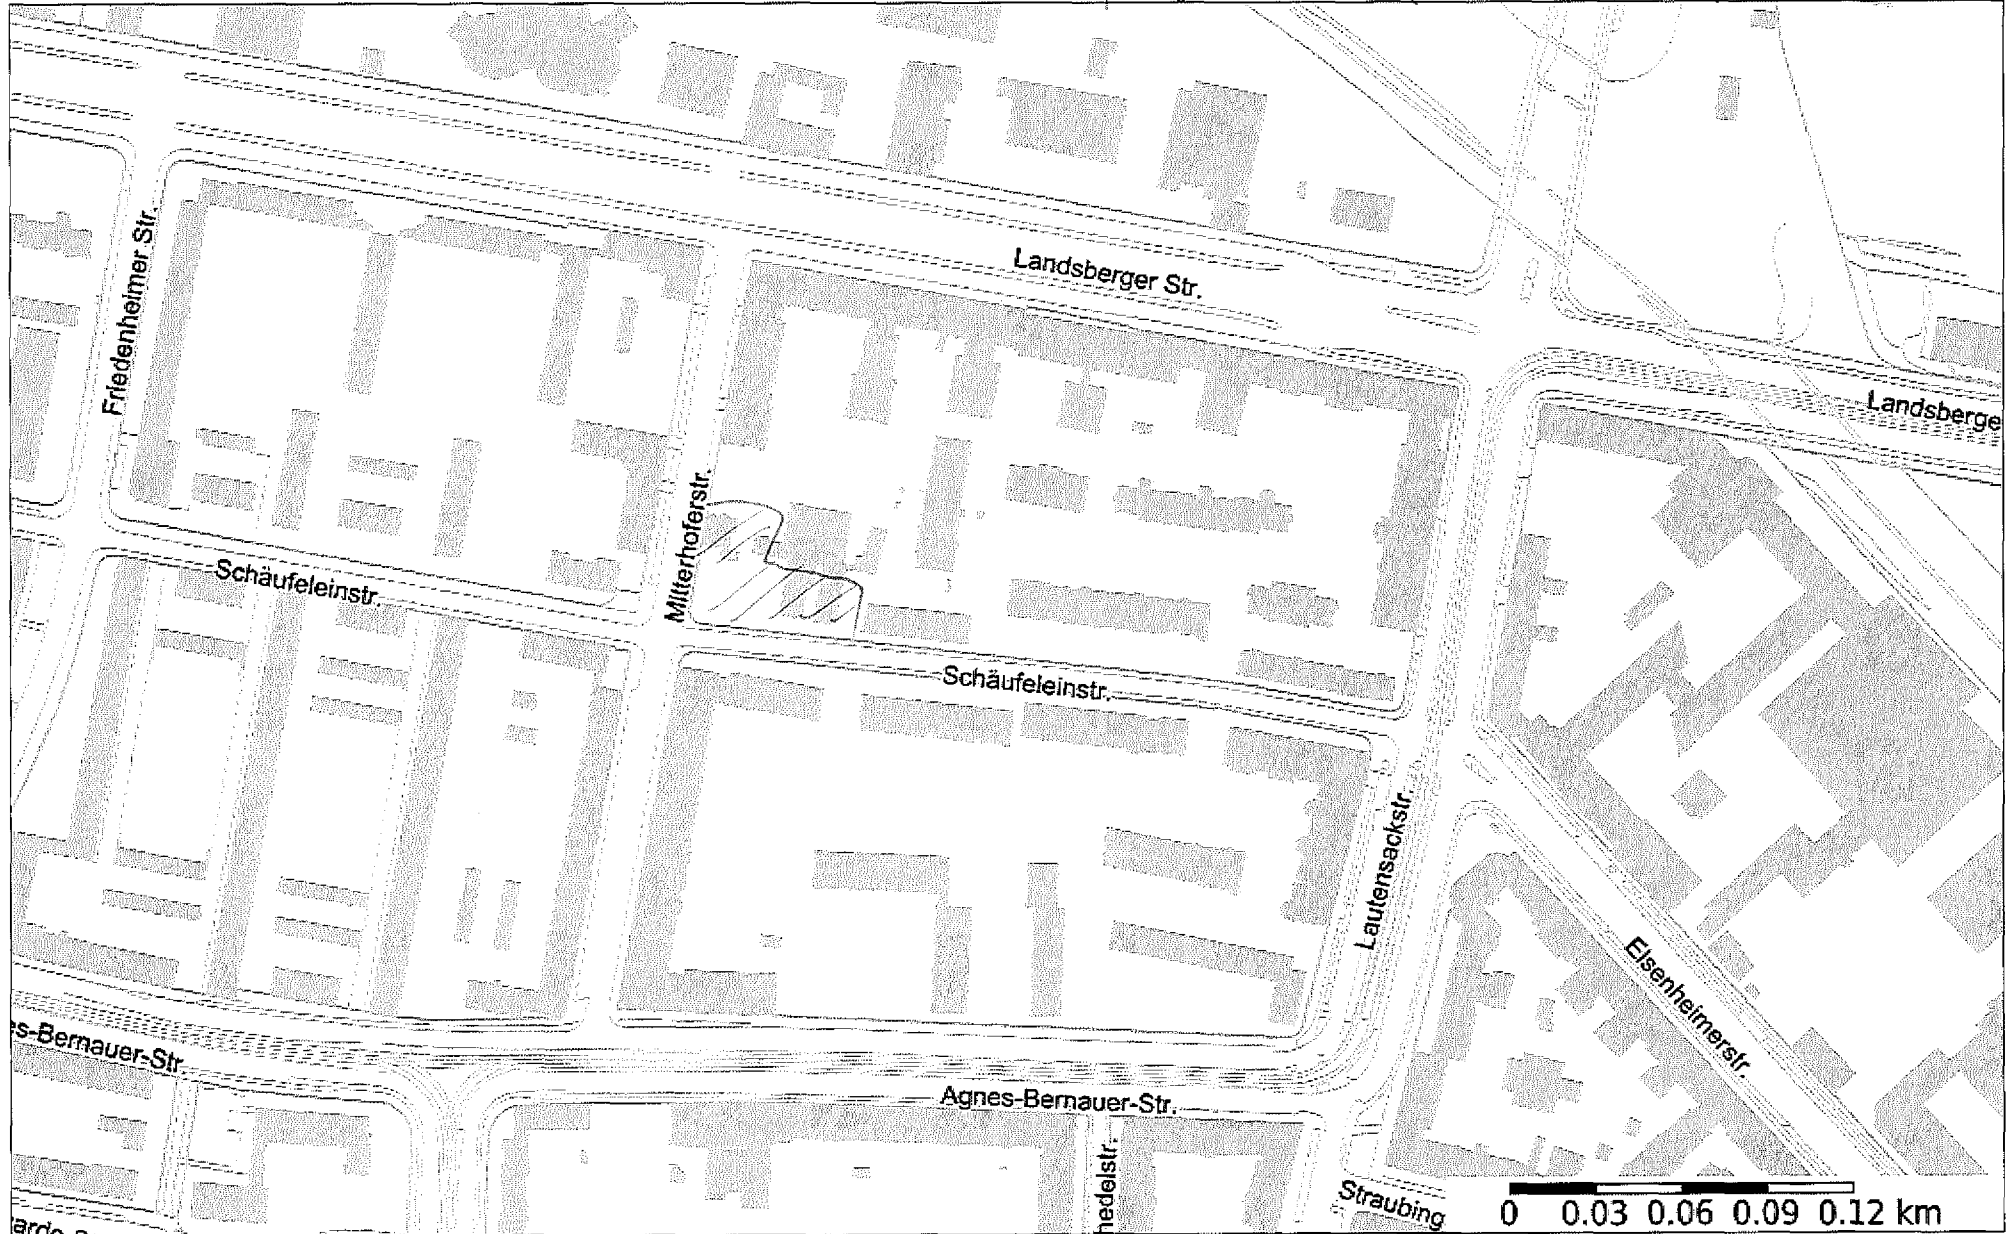 Friedenheimer Str.
Landsberger Str.
Landsberge
Mitterhoferstr.
Schäufeleinstr.
Schäufeleinstr.
Lautensackstr.
Elsenheimerstr.
es-Bernauer-Str.
Agnes-Bernauer-Str.
nedelstr.
Straubing
0 0.03 0.06 0.09 0.12 km